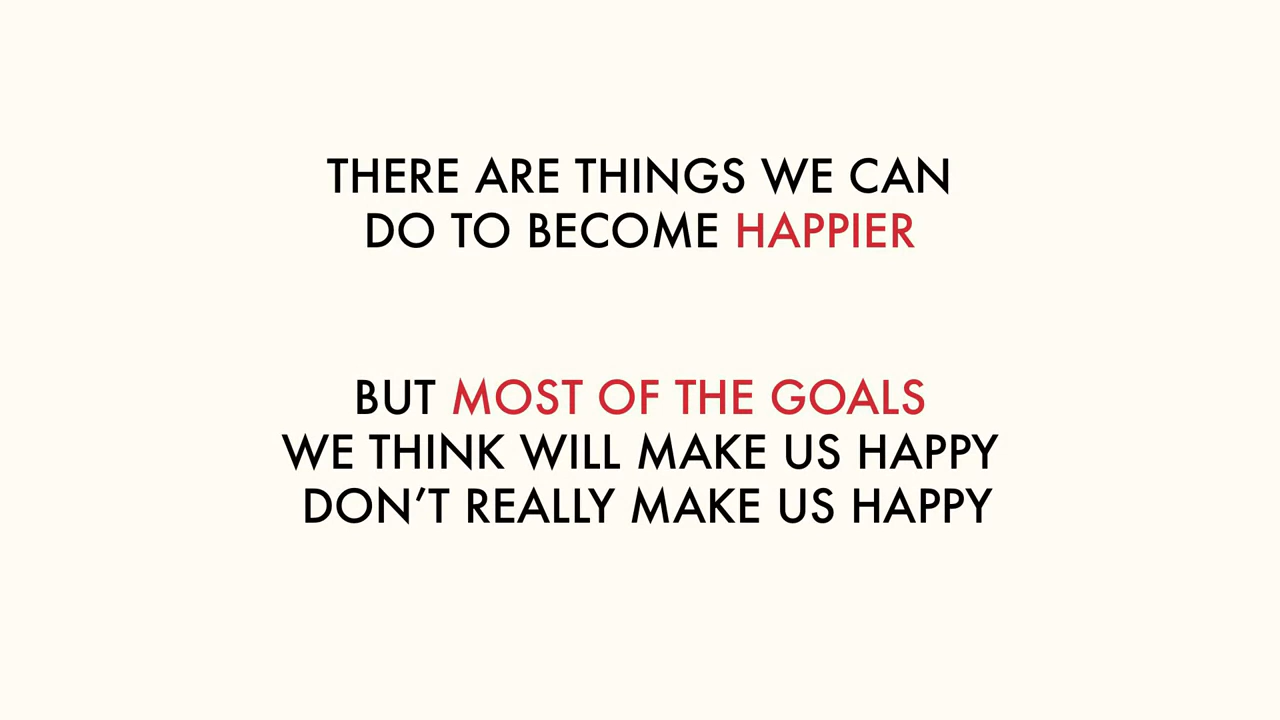 THERE ARE THINGS WE CAN
DO TO BECOME HAPPIER
BUT MOST OF THE GOALS
WE THINK WILL MAKE US HAPPY
DON’T REALLY MAKE US HAPPY